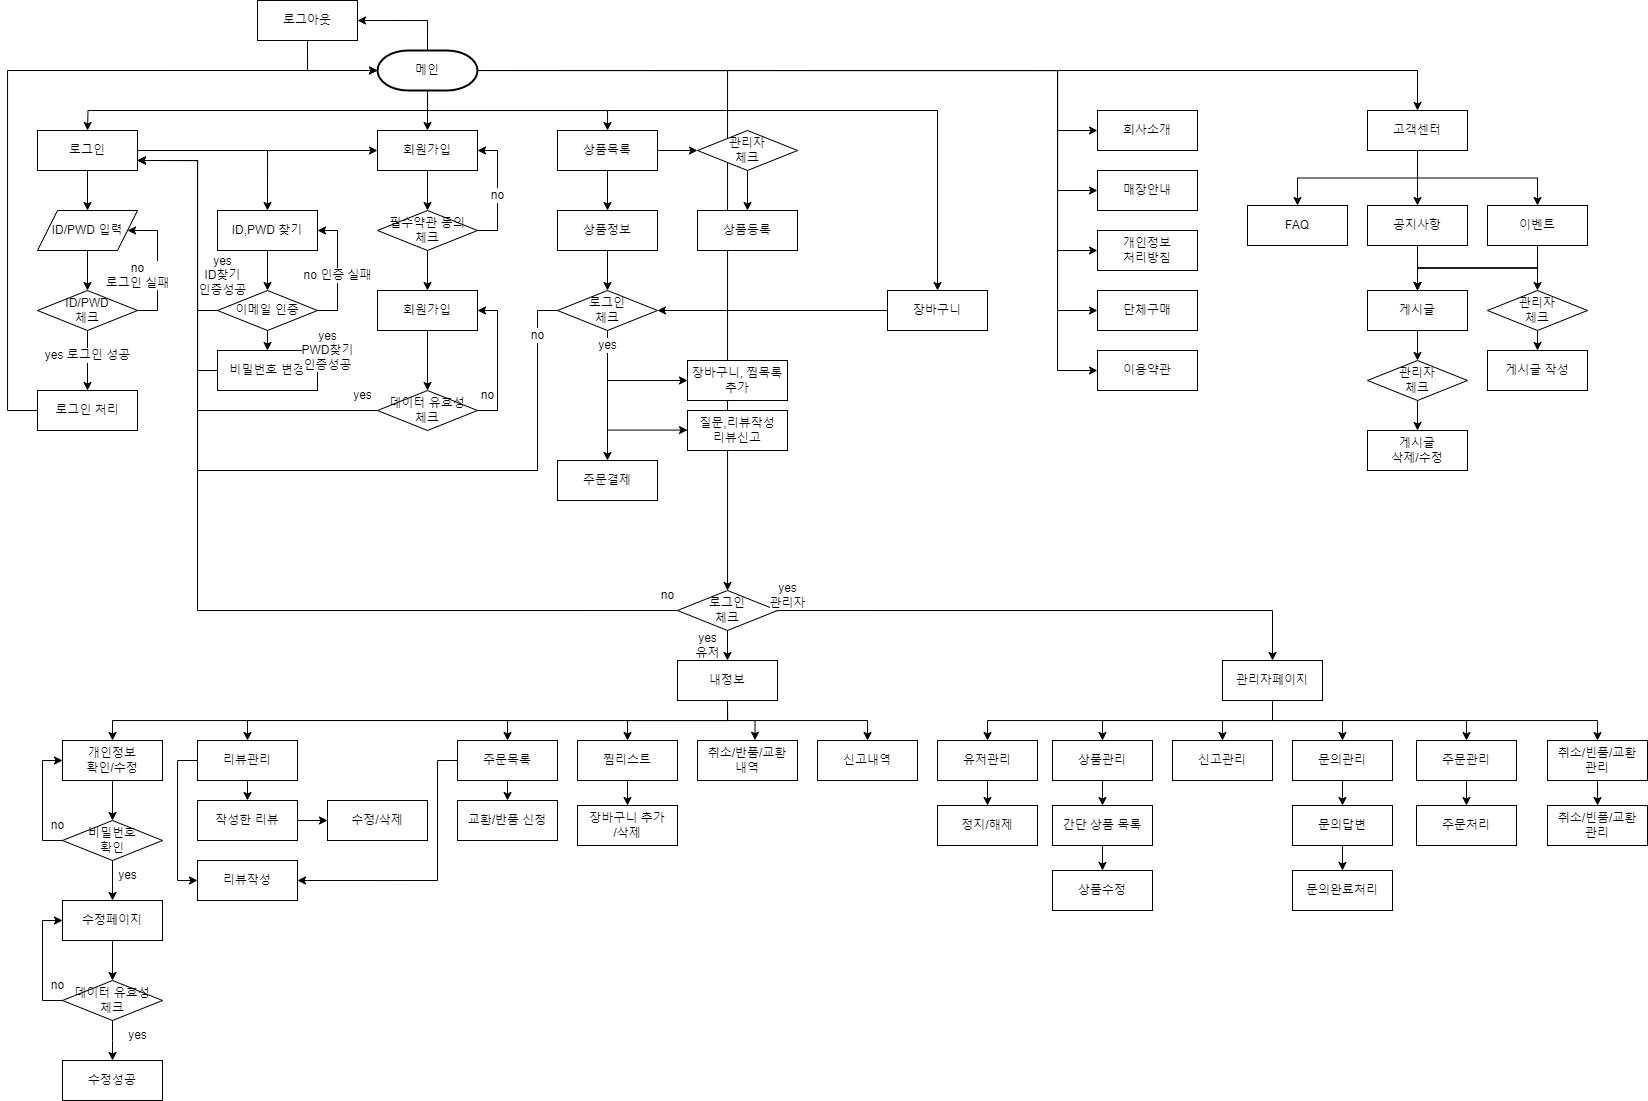 로그아웃
메인
로그인
회원가입
상품목록
관리자
체크
회사소개
고객센터
매장안내
no
ID/PWD 입력
ID,PWD 찾기
필수약관 동의
체크
상품정보
상품등록
개인정보
처리방침
FAQ
공지사항
이벤트
no
로그인 실패
yes
ID찾기
인증성공
no 인증 실패
ID/PWD
체크
이메일 인증
회원가입
로그인
체크
장바구니
단체구매
게시글
관리자
체크
no
yes
yes 로그인 성공
yes
PWD찾기
인증성공
비밀번호 변경
장바구니, 찜목록
추가
이용약관
관리자
체크
게시글 작성
로그인 처리
yes
데이터 유효성
체크
no
질문,리뷰작성
리뷰신고
게시글
삭제/수정
주문결제
no
로그인
체크
yes
관리자
yes
유저
내정보
관리자페이지
개인정보
확인/수정
리뷰관리
주문목록
찜리스트
취소/반품/교환
내역
신고내역
유저관리
상품관리
신고관리
문의관리
주문관리
취소/빈품/교환
관리
작성한 리뷰
수정/삭제
교환/반품 신청
장바구니 추가
/삭제
정지/해제
간단 상품 목록
문의답변
주문처리
취소/빈품/교환
관리
no
비밀번호
확인
yes
리뷰작성
상품수정
문의완료처리
수정페이지
no
데이터 유효성
체크
yes
수정성공